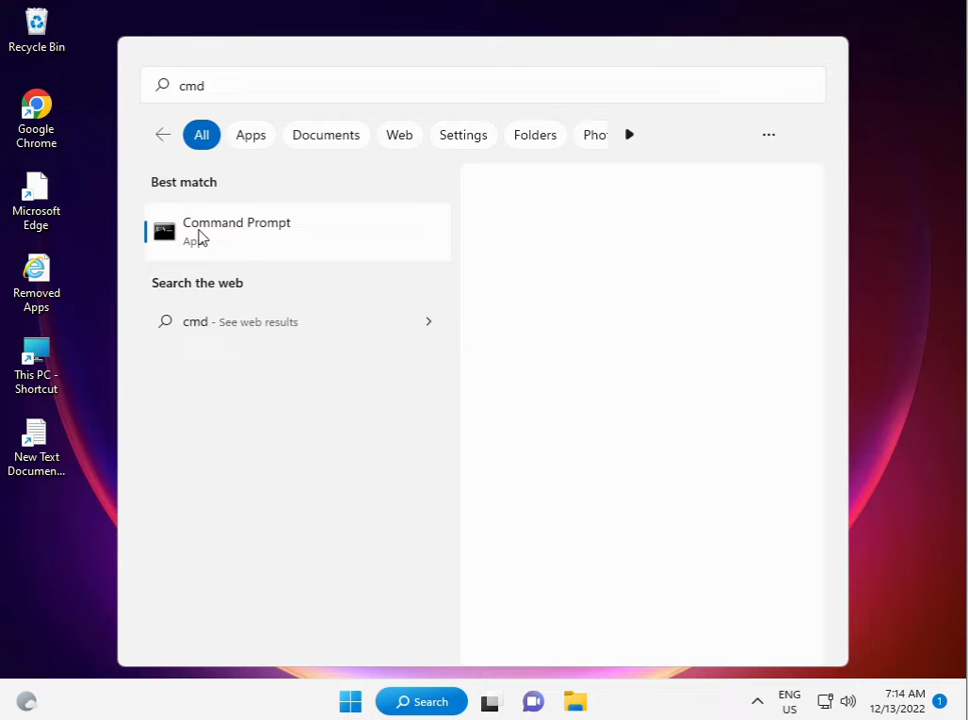 Recycle Bin
Google
Chrome
Microsoft
Edge
Removed
Apps
This PC -
Shortcut
New Text
Documen...
cmd
All
Apps
Documents
Web
Settings
Folders
Pho
...
Best match
Command Prompt
Search the web
cmd - See web results
Search
ENG
US
7:14 AM
12/13/2022
1